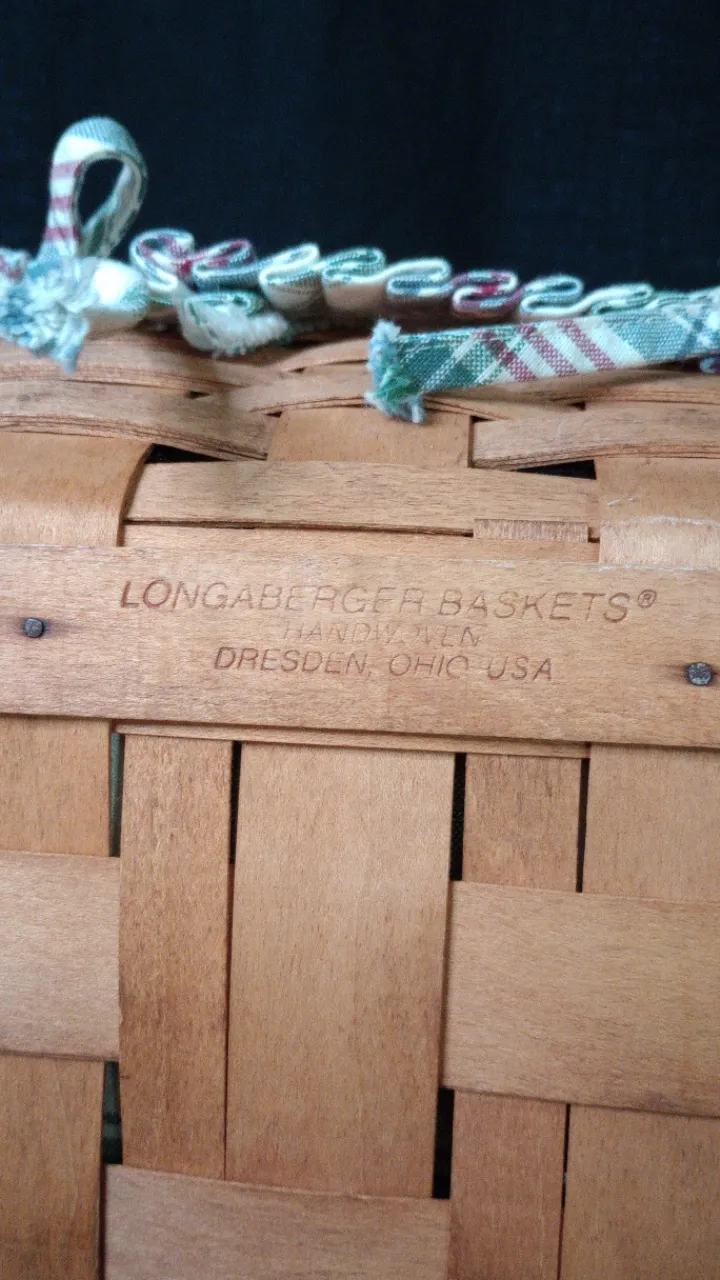 LONGABERGER BASKETS®
HANDWOVEN
DRESDEN, OHIO USA